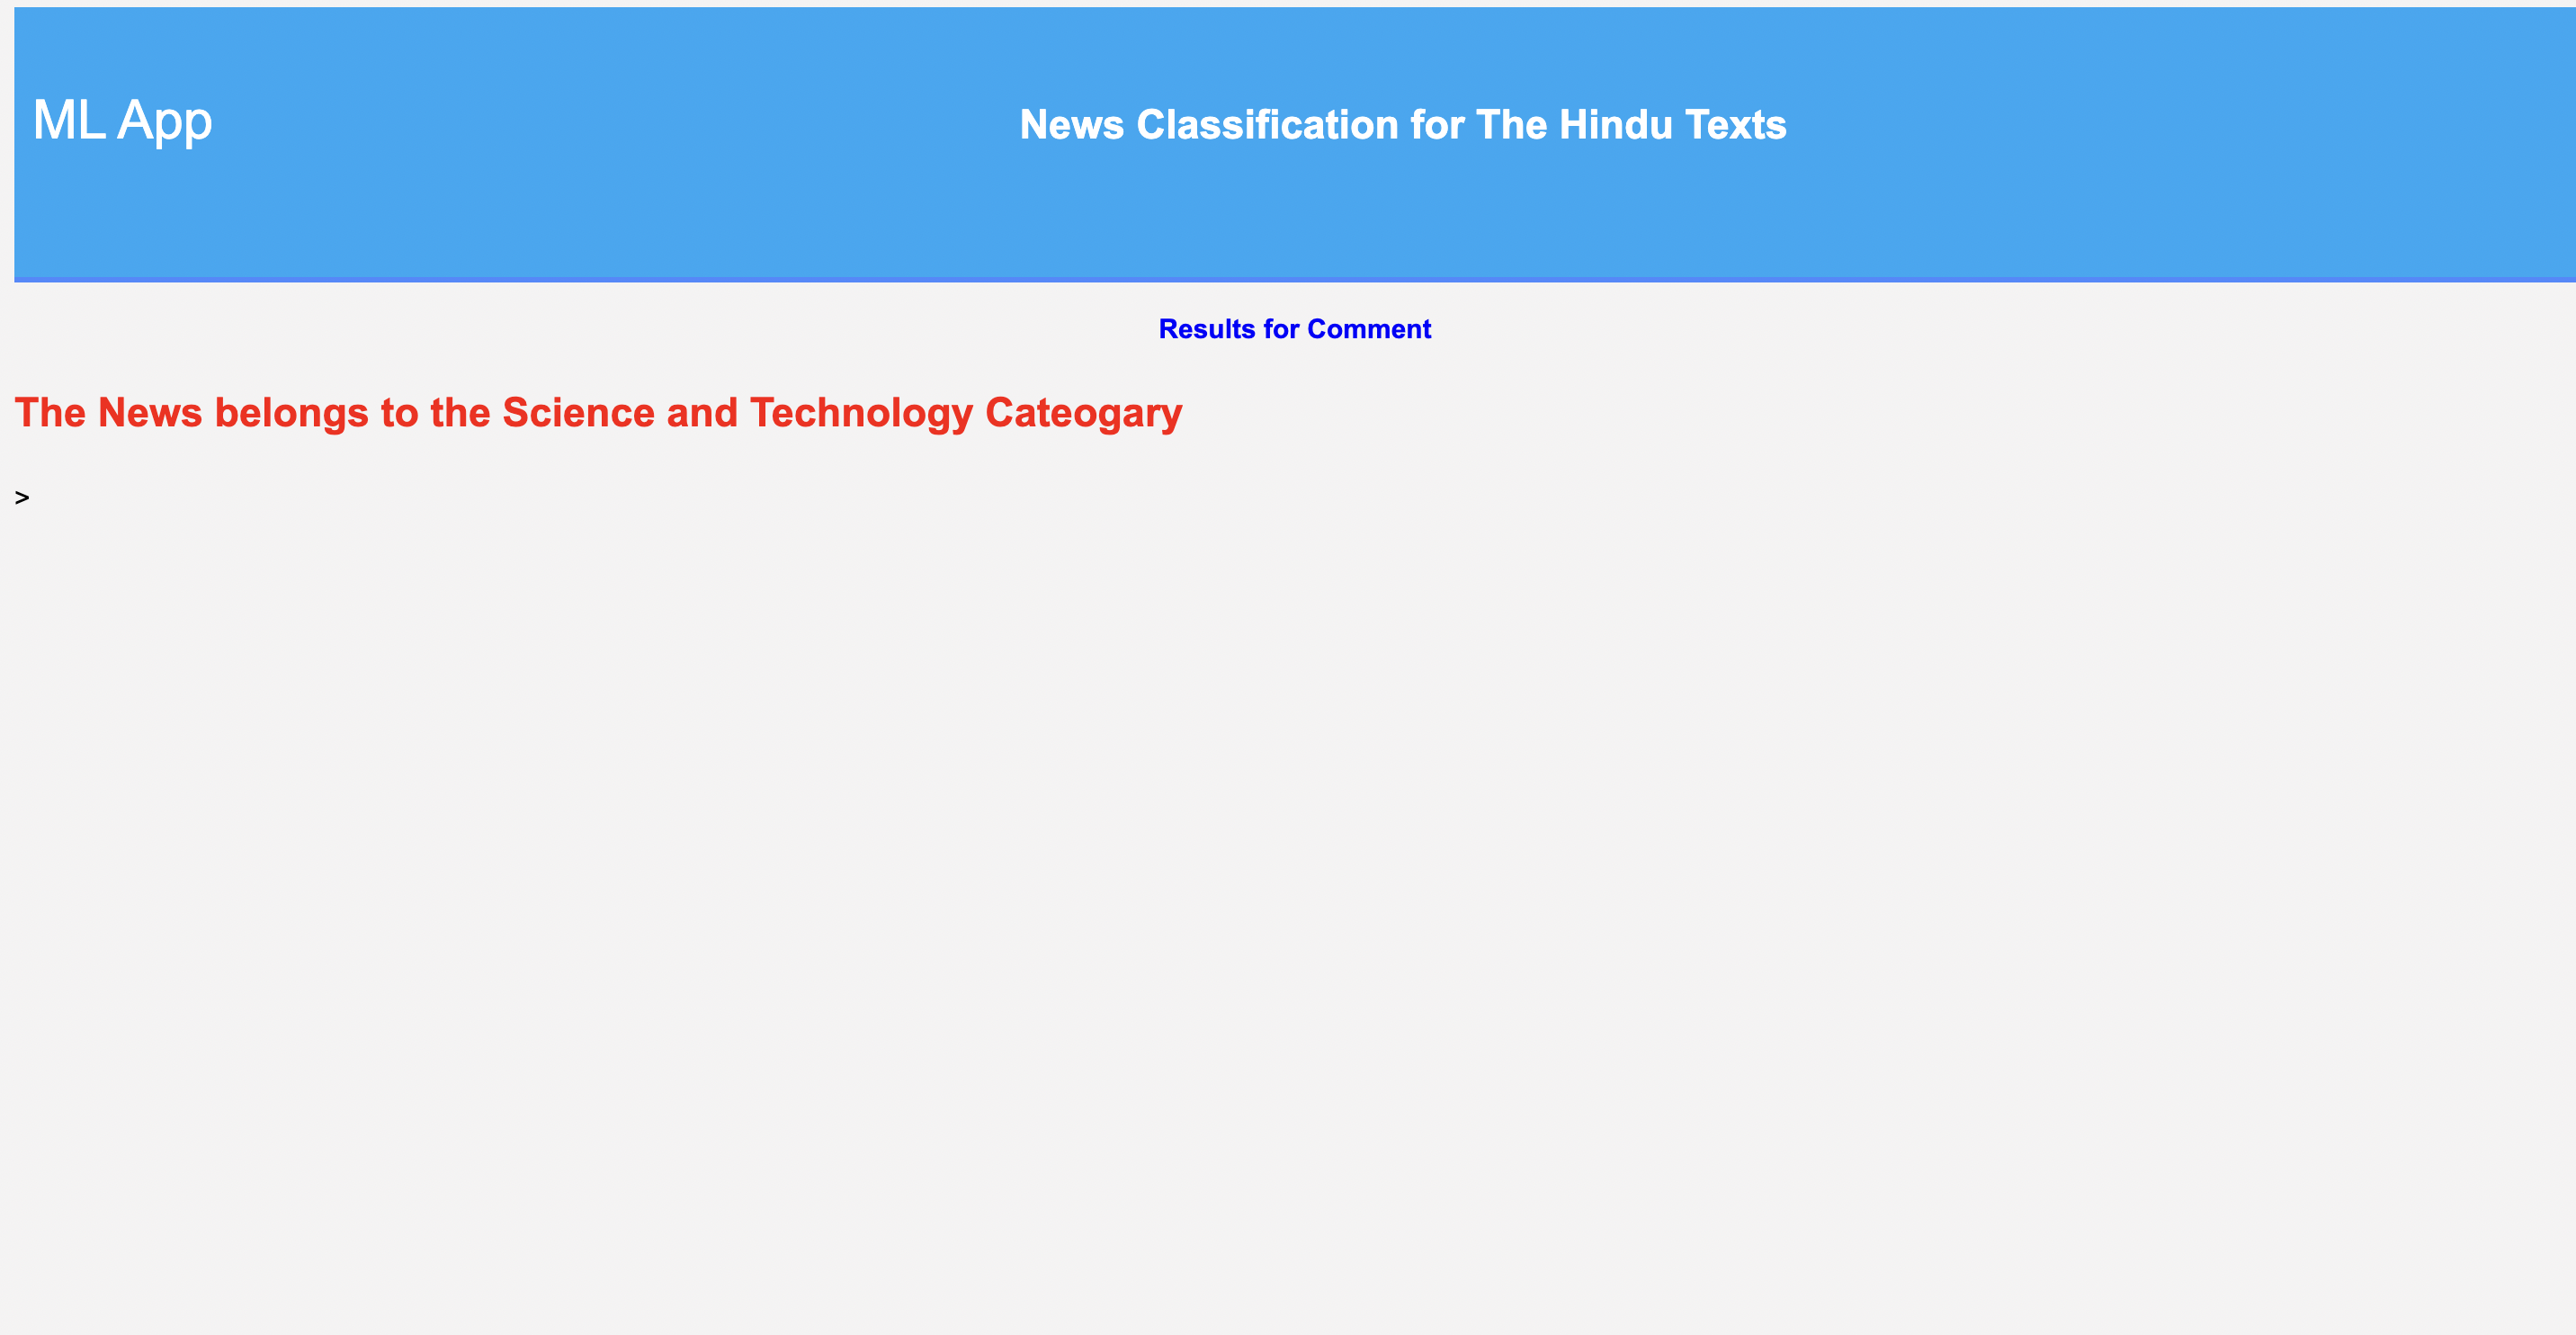 ML App
News Classification for The Hindu Texts
Results for Comment
The News belongs to the Science and Technology Cateogary
>